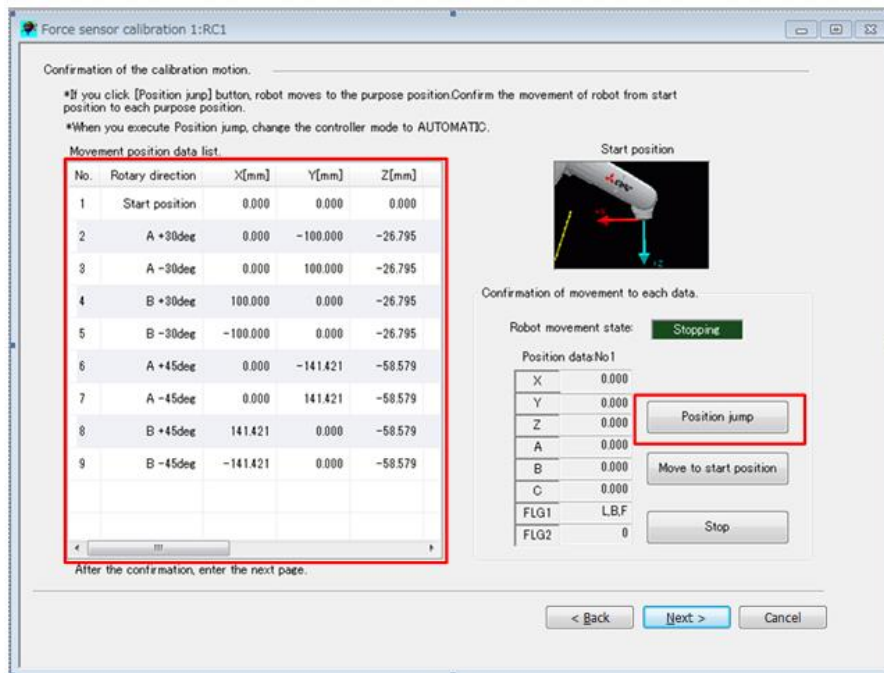 Force sensor calibration 1:RC1
Confirmation of the calibration motion.
*If you click [Position junp] button, robot moves to the purpose position.Confirm the movement of robot from start
position to each purpose position.
*When you execute Position jump, change the controller mode to AUTOMATIC.
Movement position data list.
No. Rotary direction X[mm] Y[mm] Z[mm]
1 Start position 0.000 0.000 0.000
2 A +30deg 0.000 -100.000 -26.795
3 A -30deg 0.000 100.000 -26.795
4 B +30deg 100.000 0.000 -26.795
5 B -30deg -100.000 0.000 -26.795
6 A +45deg 0.000 -141.421 -58.579
7 A -45deg 0.000 141.421 -58.579
8 B +45deg 141.421 0.000 -58.579
9 B -45deg -141.421 0.000 -58.579
After the confirmation, enter the next page.
Start position
+Z
Confirmation of movement to each data.
Robot movement state: Stopping
Position data:No1
X 0.000
Y 0.000
Z 0.000
A 0.000
B 0.000
C 0.000
FLG1 L,B,F
FLG2 0
Position jump
Move to start position
Stop
< Back
Next >
Cancel